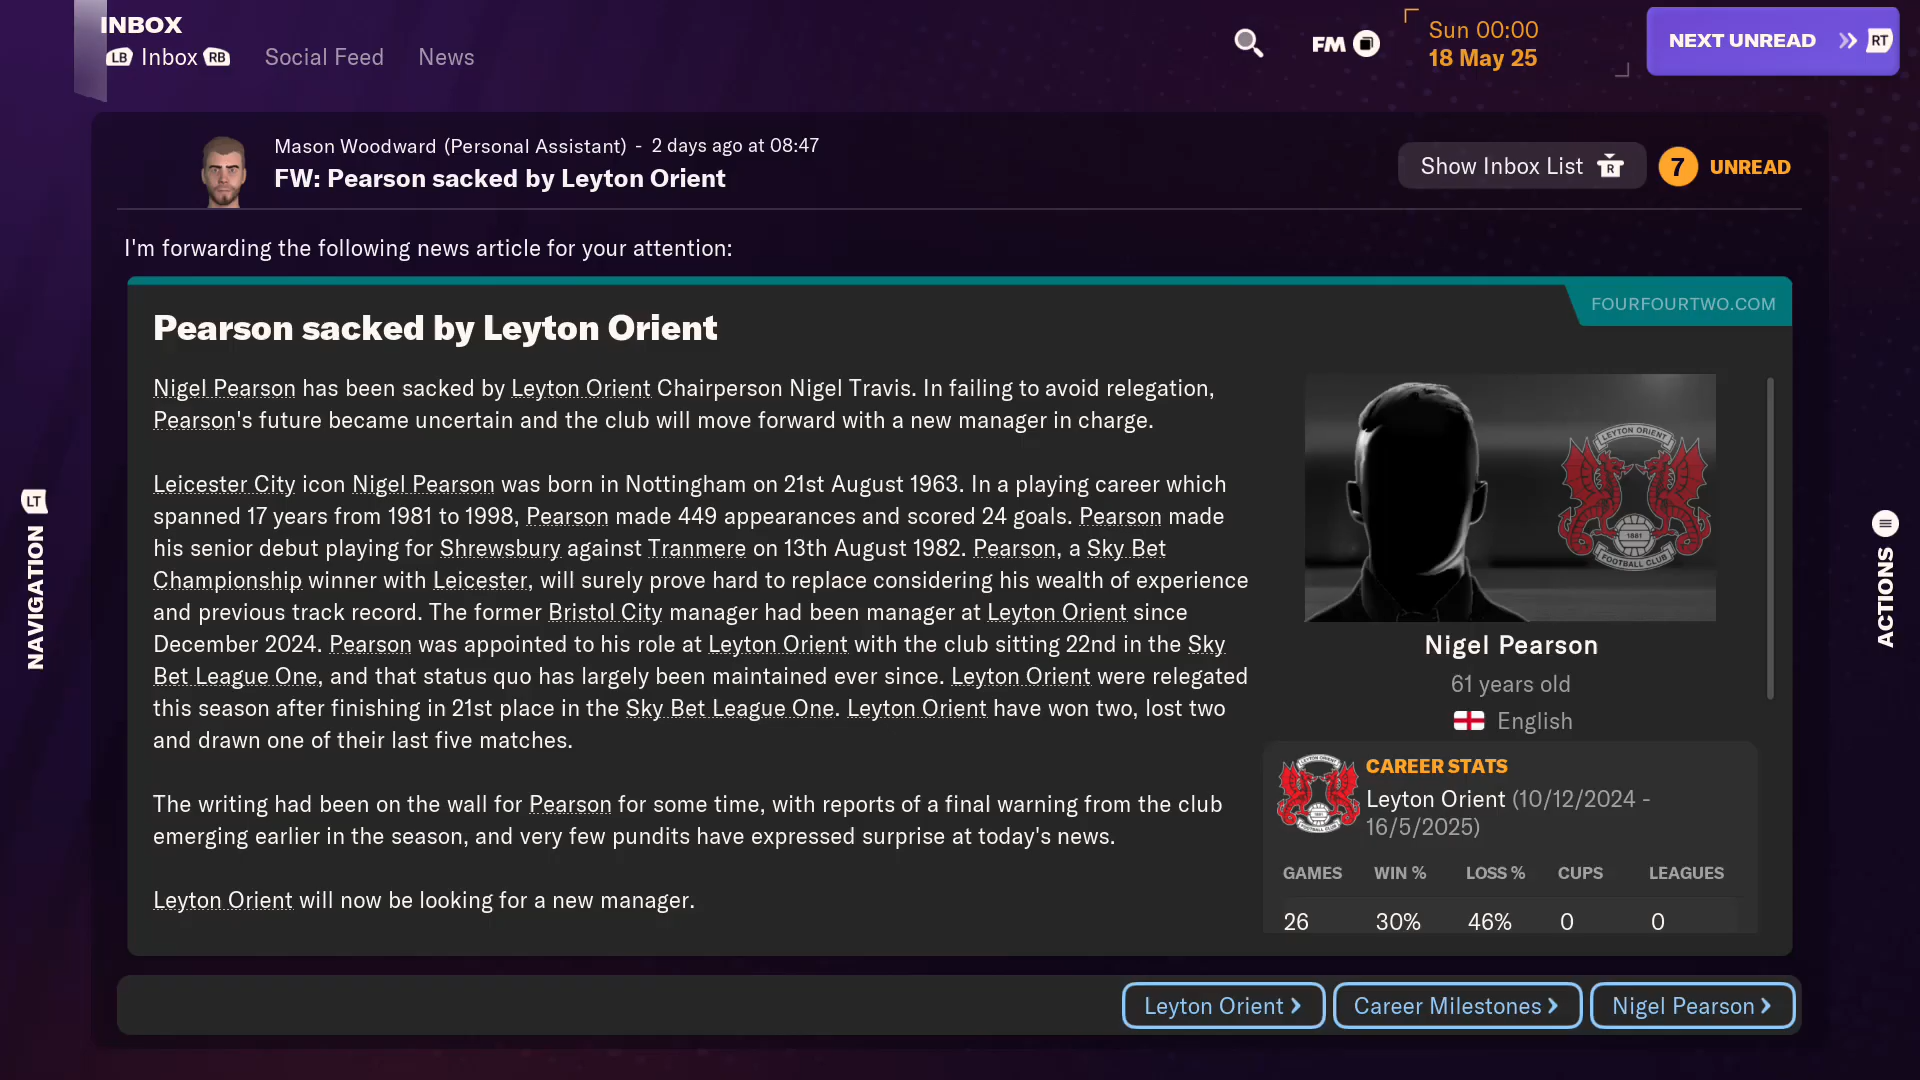 INBOX
LB Inbox RB Social Feed News
FM
Sun 00:00
18 May 25
NEXT UNREAD RT
Mason Woodward (Personal Assistant) - 2 days ago at 08:47
FW: Pearson sacked by Leyton Orient
Show Inbox List R 7 UNREAD
I'm forwarding the following news article for your attention:
FOURFOURTWO.COM
Pearson sacked by Leyton Orient
Nigel Pearson has been sacked by Leyton Orient Chairperson Nigel Travis. In failing to avoid relegation,
Pearson's future became uncertain and the club will move forward with a new manager in charge.
Leicester City icon Nigel Pearson was born in Nottingham on 21st August 1963. In a playing career which
spanned 17 years from 1981 to 1998, Pearson made 449 appearances and scored 24 goals. Pearson made
his senior debut playing for Shrewsbury against Tranmere on 13th August 1982. Pearson, a Sky Bet
Championship winner with Leicester, will surely prove hard to replace considering his wealth of experience
and previous track record. The former Bristol City manager had been manager at Leyton Orient since
December 2024. Pearson was appointed to his role at Leyton Orient with the club sitting 22nd in the Sky
Bet League One, and that status quo has largely been maintained ever since. Leyton Orient were relegated
this season after finishing in 21st place in the Sky Bet League One. Leyton Orient have won two, lost two
and drawn one of their last five matches.
The writing had been on the wall for Pearson for some time, with reports of a final warning from the club
emerging earlier in the season, and very few pundits have expressed surprise at today's news.
Leyton Orient will now be looking for a new manager.
LEYTON ORIENT
1881
FOOTBALL CLUB
Nigel Pearson
61 years old
English
LEYTON ORIENT
1881
FOOTBALL CLUB
CAREER STATS
Leyton Orient (10/12/2024 -
16/5/2025)
GAMES WIN % LOSS % CUPS LEAGUES
26 30% 46% 0 0
Leyton Orient
Career Milestones
Nigel Pearson
LT
NAVIGATION
ACTIONS